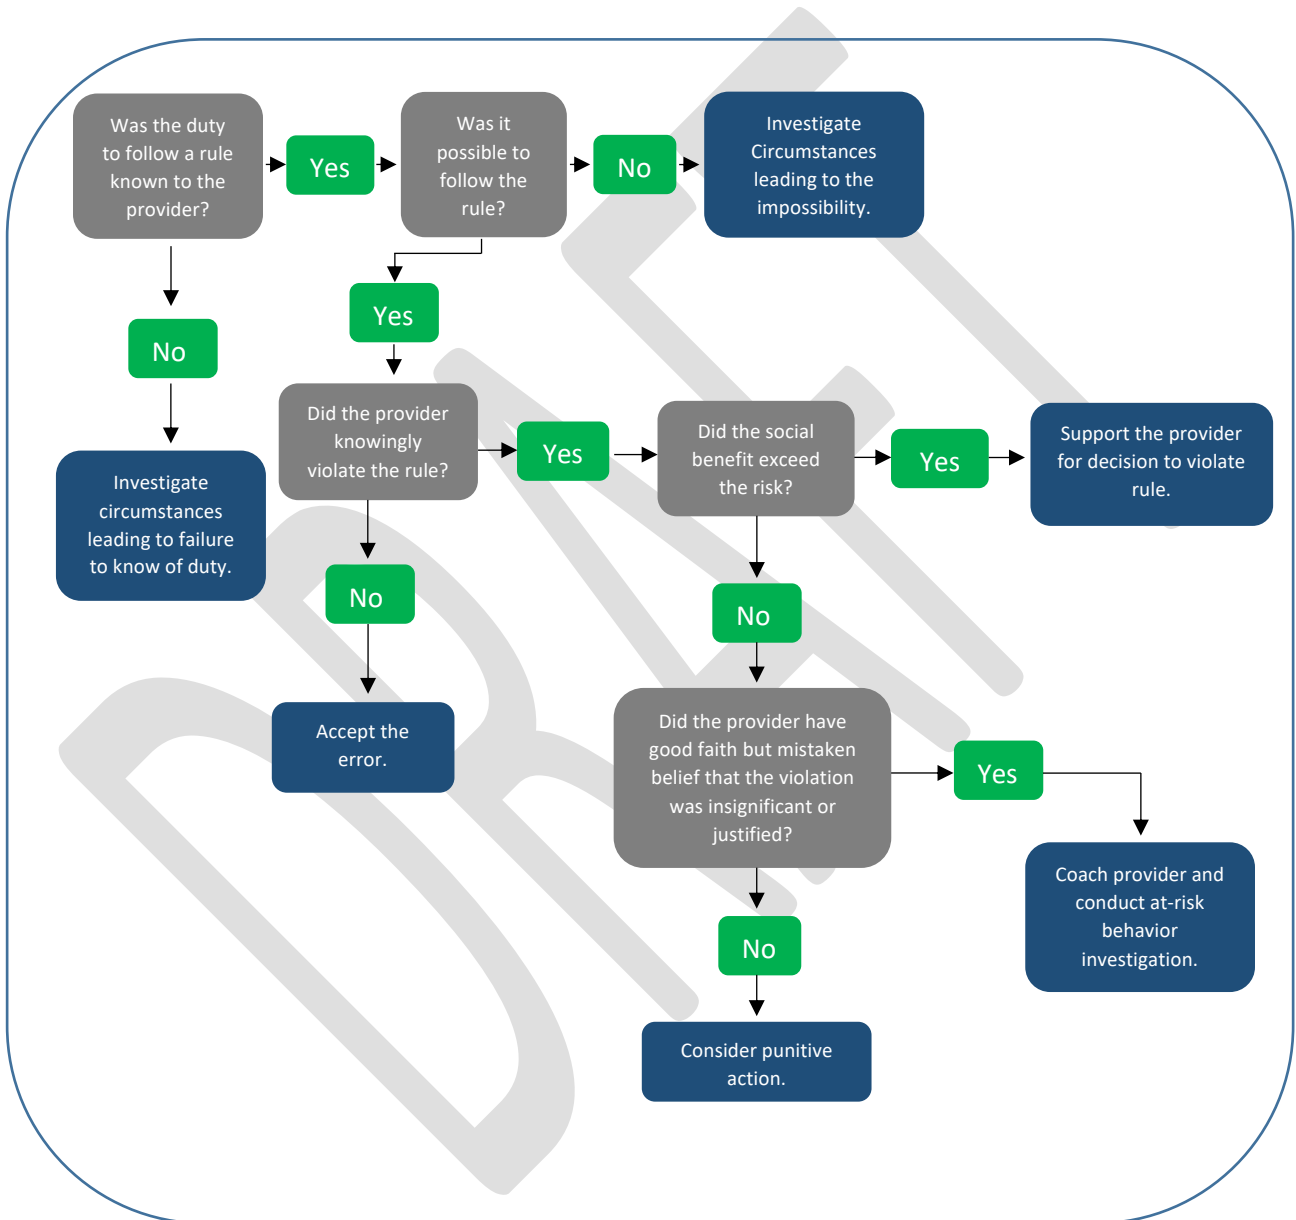 Was the duty
to follow a rule
known to the
provider?
Yes
Was it
possible to
follow the
rule?
No
Investigate
Circumstances
leading to the
impossibility.
No
Investigate
circumstances
leading to failure
to know of duty.
Yes
Did the provider
knowingly
violate the rule?
Yes
Did the social
benefit exceed
the risk?
Yes
Support the provider
for decision to violate
rule.
No
Accept the
error.
No
Did the provider have
good faith but mistaken
belief that the violation
was insignificant or
justified?
Yes
Coach provider and
conduct at-risk
behavior
investigation.
No
Consider punitive
action.
DRAFT